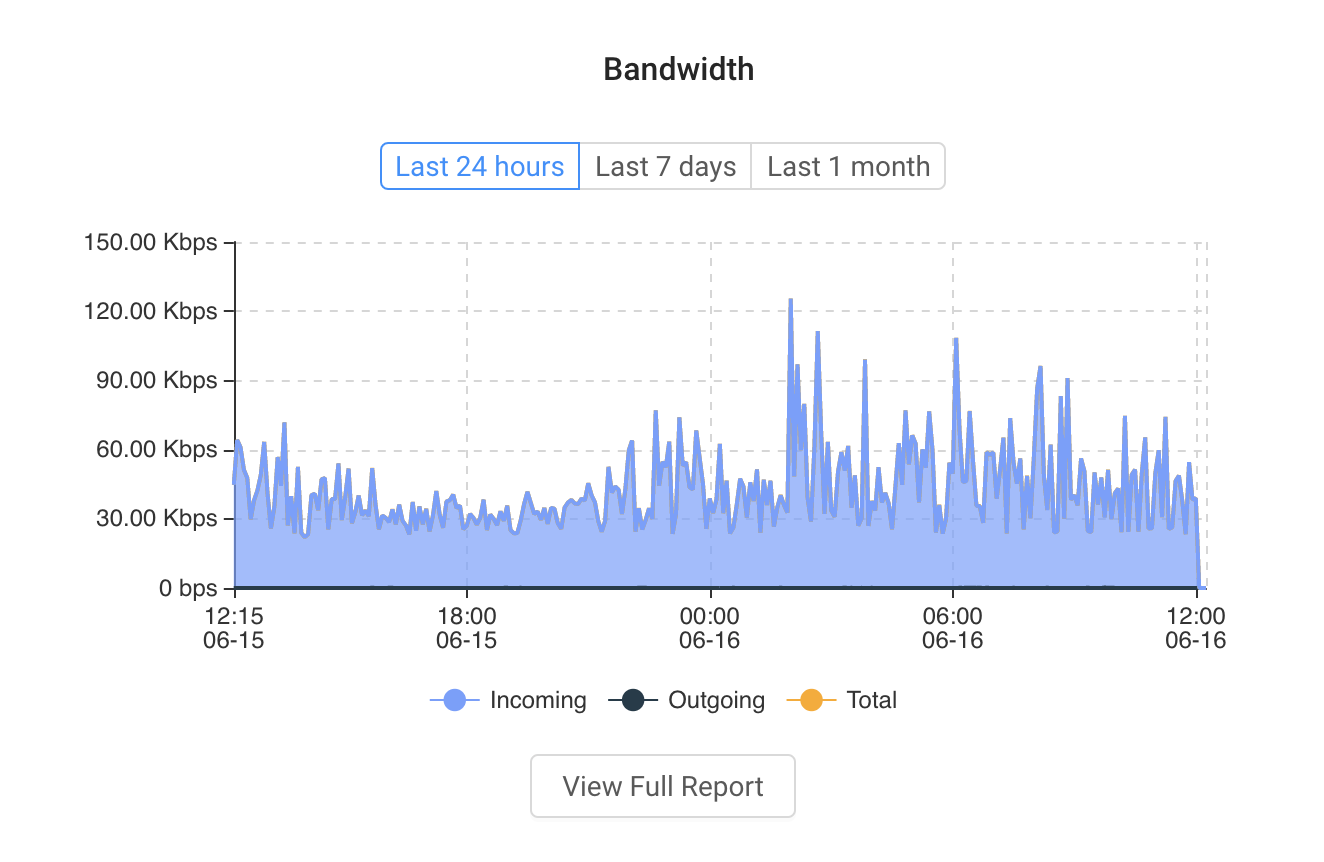 Bandwidth
Last 24 hours Last 7 days Last 1 month
150.00 Kbps
120.00 Kbps
90.00 Kbps
60.00 Kbps
30.00 Kbps
0 bps
12:15 18:00 00:00 06:00 12:00
06-15 06-15 06-16 06-16 06-16
Incoming Outgoing Total
View Full Report